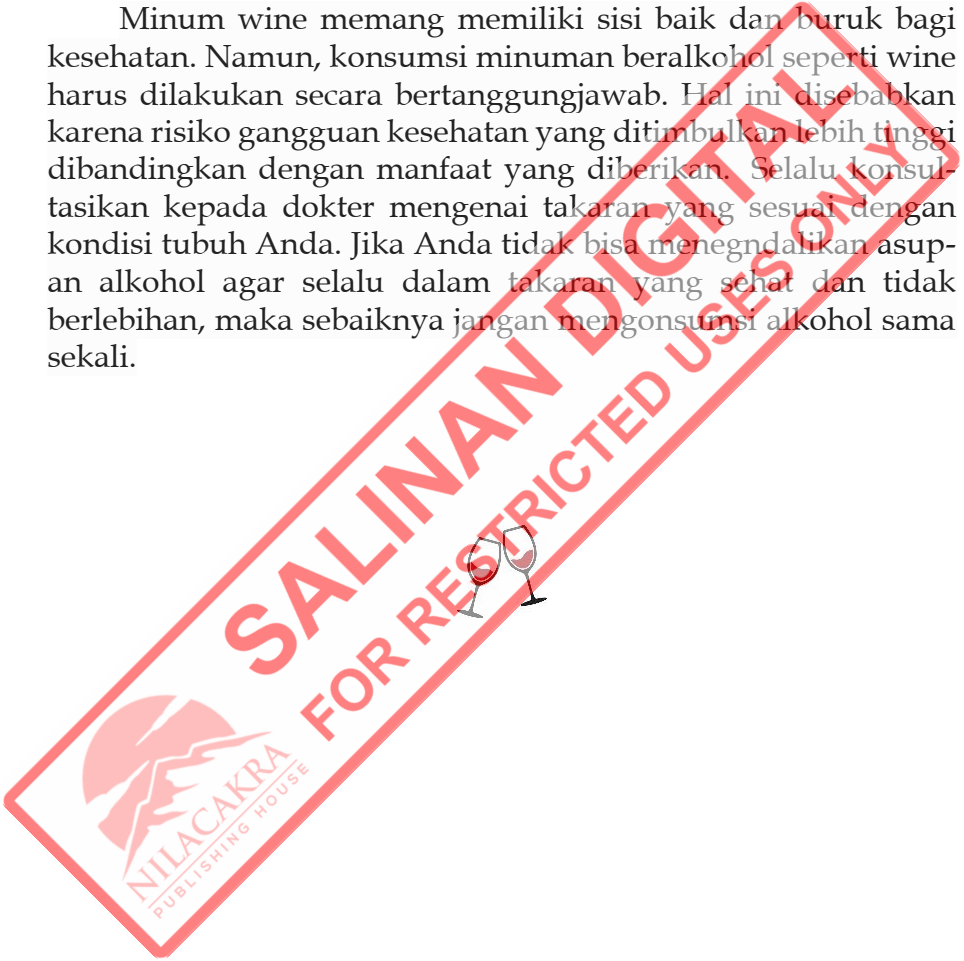 Minum wine memang memiliki sisi baik dan buruk bagi
kesehatan. Namun, konsumsi minuman beralkohol seperti wine
harus dilakukan secara bertanggungjawab. Hal ini disebabkan
karena risiko gangguan kesehatan yang ditimbulkan lebih tinggi
dibandingkan dengan manfaat yang diberikan. Selalu konsul-
tasikan kepada dokter mengenai takaran yang sesuai dengan
kondisi tubuh Anda. Jika Anda tidak bisa menegndalikan asup-
an alkohol agar selalu dalam takaran yang sehat dan tidak
berlebihan, maka sebaiknya jangan mengonsumsi alkohol sama
sekali.
SALINAN DIGITAL
FOR RESTRICTED USES ONLY
NILACAKRA
PUBLISHING HOUSE